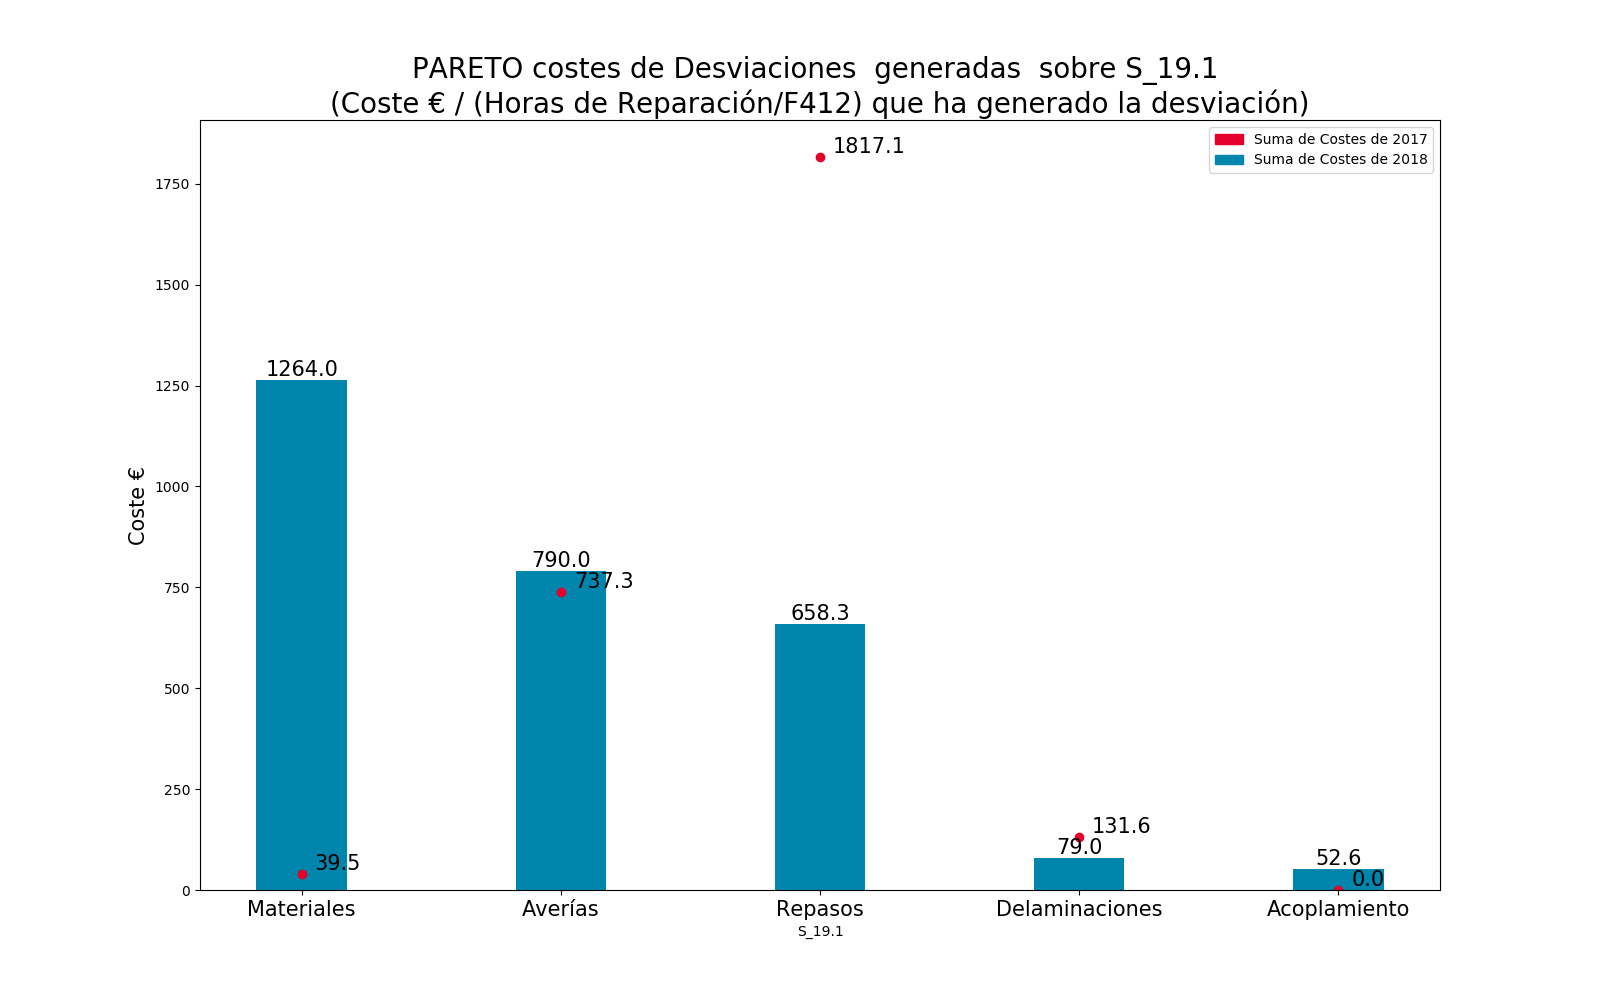 PARETO costes de Desviaciones  generadas  sobre S_19.1
(Coste € / (Horas de Reparación/F412) que ha generado la desviación)
Suma de Costes de 2017
Suma de Costes de 2018
Coste €
1750
1500
1250
1000
750
500
250
0
1817.1
1264.0
790.0
737.3
658.3
131.6
79.0
52.6
39.5
0.0
Materiales
Averías
Repasos
Delaminaciones
Acoplamiento
S_19.1